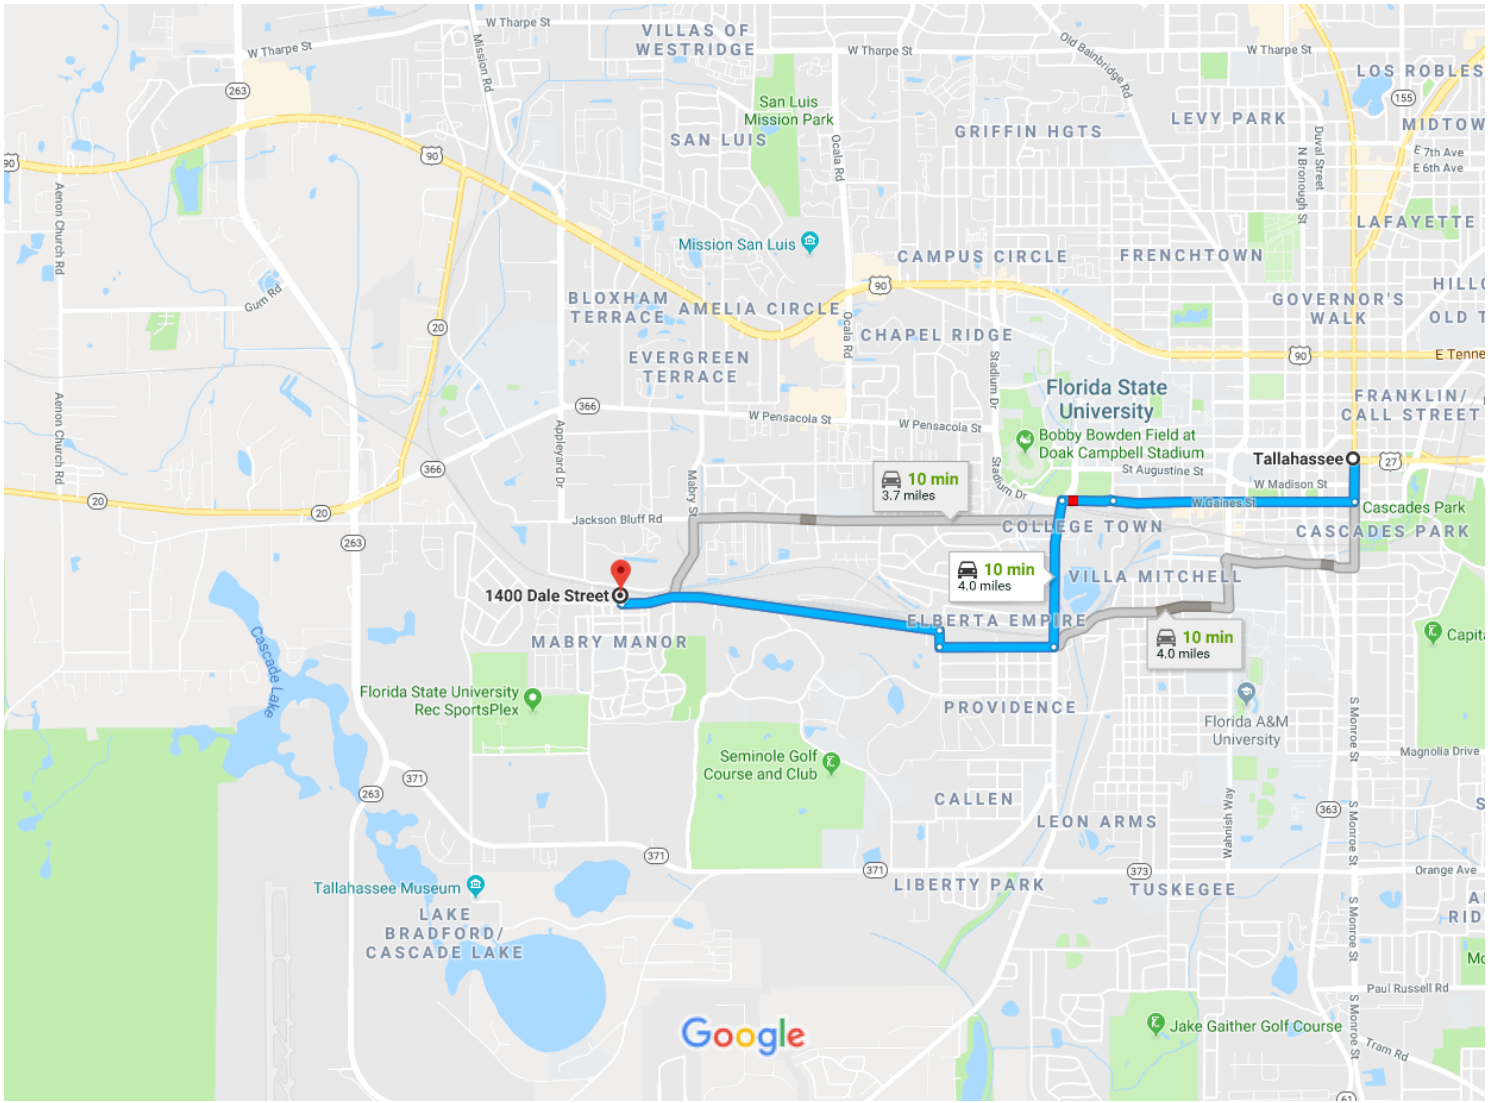 W Tharpe St
VILLAS OF
WESTRIDGE
W Tharpe St
W Tharpe St
W Tharpe St
Mission Rd
Old Bainbridge Rd
LOS ROBLES
263
155
San Luis
Mission Park
SAN LUIS
GRIFFIN HGTS
LEVY PARK
MIDTOW
Duval Street
N Bronough St
E 7th Ave
E 6th Ave
90
90
Ocala Rd
Aenon Church Rd
LAFAYETTE
Mission San Luis
CAMPUS CIRCLE
FRENCHTOWN
90
Gum Rd
BLOXHAM
TERRACE
AMELIA CIRCLE
GOVERNOR'S
WALK
HILLC
OLD T
20
Ocala Rd
CHAPEL RIDGE
EVERGREEN
TERRACE
90
E Tenne
Stadium Dr
Florida State
University
FRANKLIN/
CALL STREET
Aenon Church Rd
366
W Pensacola St
W Pensacola St
Appleyard Dr
Bobby Bowden Field at
Doak Campbell Stadium
366
Tallahassee
27
St Augustine St
W Madison St
Mabry St
10 min
3.7 miles
Stadium Dr
20
20
W Gaines St
Cascades Park
Jackson Bluff Rd
COLLEGE TOWN
CASCADES PARK
263
10 min
4.0 miles
VILLA MITCHELL
1400 Dale Street
ELBERTA EMPIRE
MABRY MANOR
10 min
4.0 miles
Capita
Cascade Lake
Florida State University
Rec SportsPlex
PROVIDENCE
Florida A&M
University
S Monroe St
Magnolia Drive
Seminole Golf
Course and Club
371
263
CALLEN
LEON ARMS
Wahnish Way
363
S Monroe St
371
371
373
Orange Ave
Tallahassee Museum
LIBERTY PARK
TUSKEGEE
LAKE
BRADFORD/
CASCADE LAKE
S Monroe St
A
RID
Mo
Paul Russell Rd
Google
Jake Gaither Golf Course
S Monroe St
Tram Rd
61